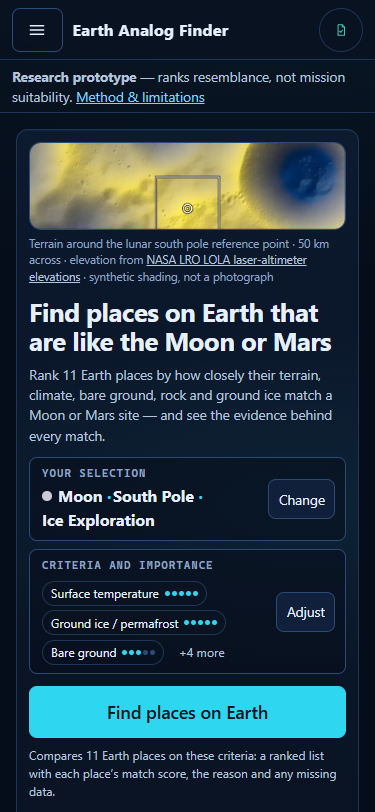 Earth Analog Finder
Research prototype — ranks resemblance, not mission
suitability. Method & limitations
Terrain around the lunar south pole reference point · 50 km
across · elevation from NASA LRO LOLA laser-altimeter
elevations · synthetic shading, not a photograph
Find places on Earth that
are like the Moon or Mars
Rank 11 Earth places by how closely their terrain,
climate, bare ground, rock and ground ice match a
Moon or Mars site — and see the evidence behind
every match.
YOUR SELECTION
Moon · South Pole ·
Ice Exploration
Change
CRITERIA AND IMPORTANCE
Surface temperature
Ground ice / permafrost
Bare ground
+4 more
Adjust
Find places on Earth
Compares 11 Earth places on these criteria: a ranked list
with each place's match score, the reason and any missing
data.